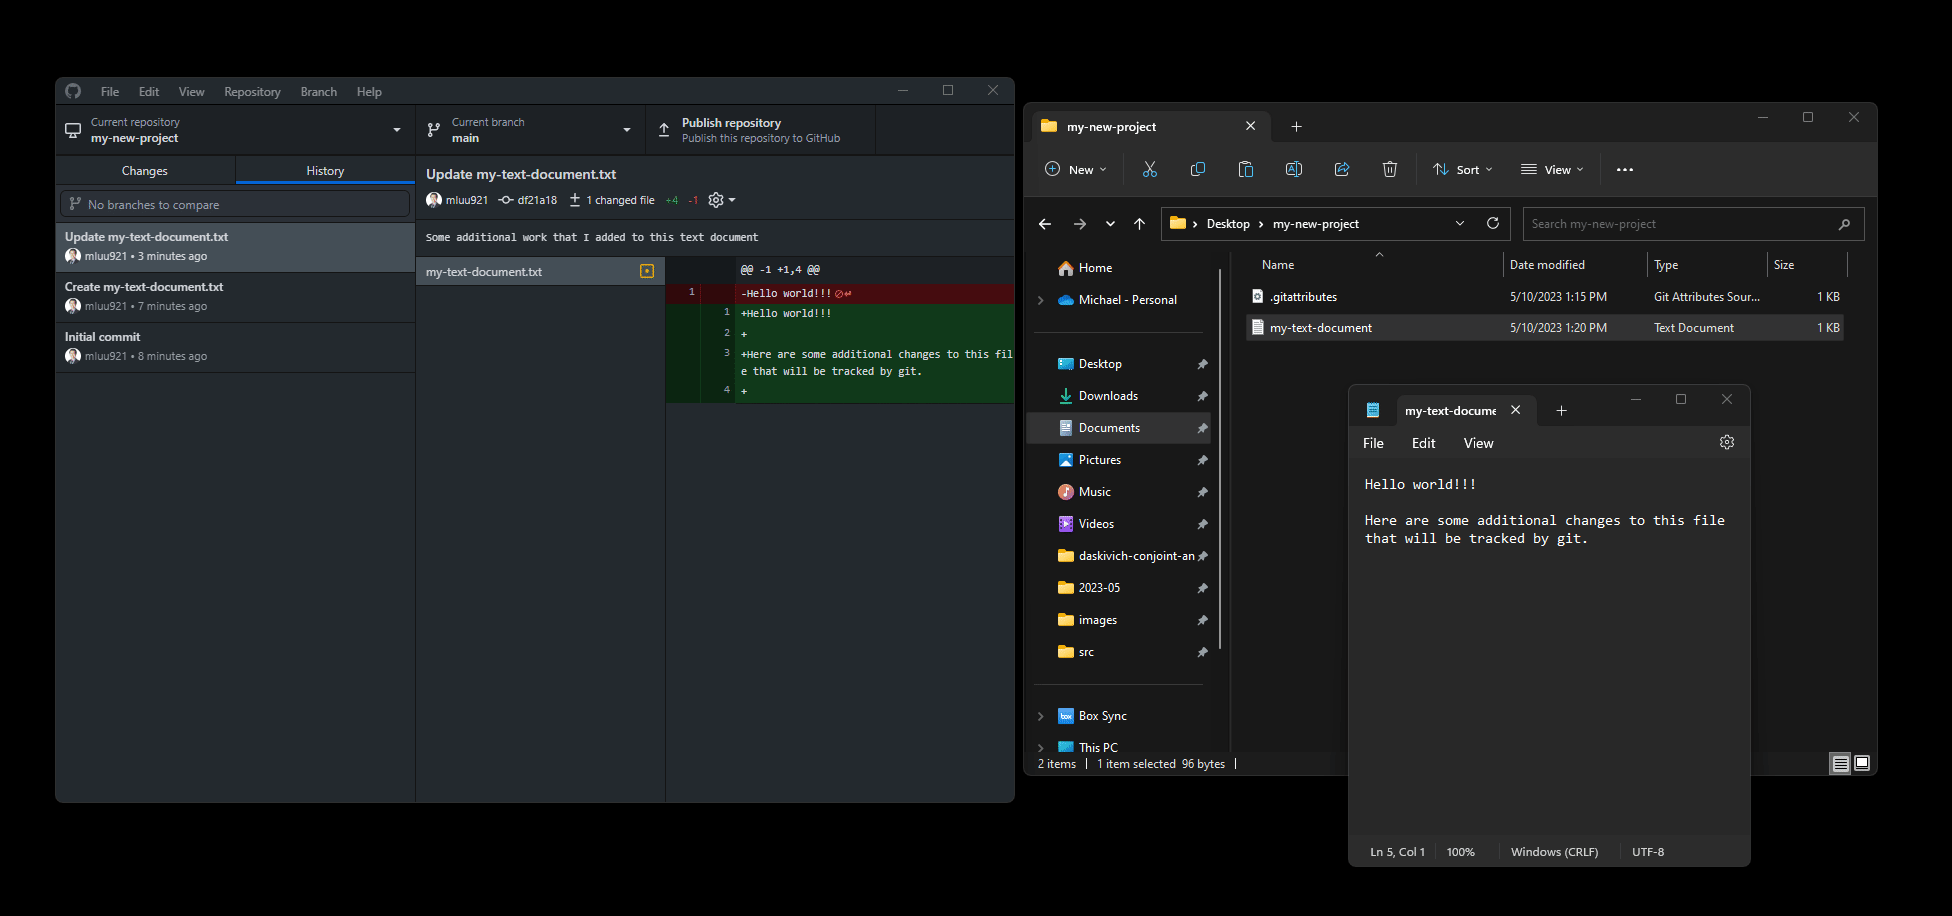 File Edit View Repository Branch Help
Current repository
my-new-project
Current branch
main
Publish repository
Publish this repository to GitHub
Changes
History
No branches to compare
Update my-text-document.txt
mluu921 • 3 minutes ago
Create my-text-document.txt
mluu921 • 7 minutes ago
Initial commit
mluu921 • 8 minutes ago
Update my-text-document.txt
mluu921 df21a18 1 changed file +4 -1
Some additional work that I added to this text document
my-text-document.txt
@@ -1 +1,4 @@
1 -Hello world!!!
1 +Hello world!!!
2 +
3 +Here are some additional changes to this fil
e that will be tracked by git.
4 +
my-new-project
New Sort View
Desktop › my-new-project
Search my-new-project
Home
Michael - Personal
Desktop
Downloads
Documents
Pictures
Music
Videos
daskivich-conjoint-an
2023-05
images
src
Box Sync
This PC
Name Date modified Type Size
.gitattributes 5/10/2023 1:15 PM Git Attributes Sour... 1 KB
my-text-document 5/10/2023 1:20 PM Text Document 1 KB
2 items 1 item selected 96 bytes
my-text-docume
File Edit View
Hello world!!!
Here are some additional changes to this file
that will be tracked by git.
Ln 5, Col 1 100% Windows (CRLF) UTF-8